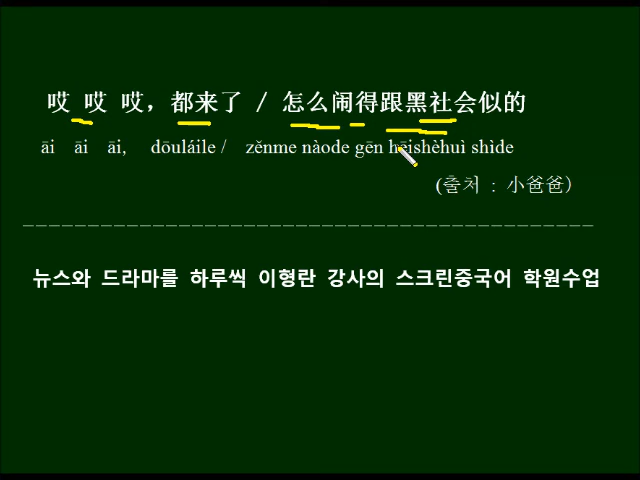 哎 哎 哎，都来了 / 怎么闹得跟黑社会似的
āi āi āi, dōuláile / zěnme nàode gēn hēishèhuì shìde
(출처 : 小爸爸)
뉴스와 드라마를 하루씩 이형란 강사의 스크린중국어 학원수업